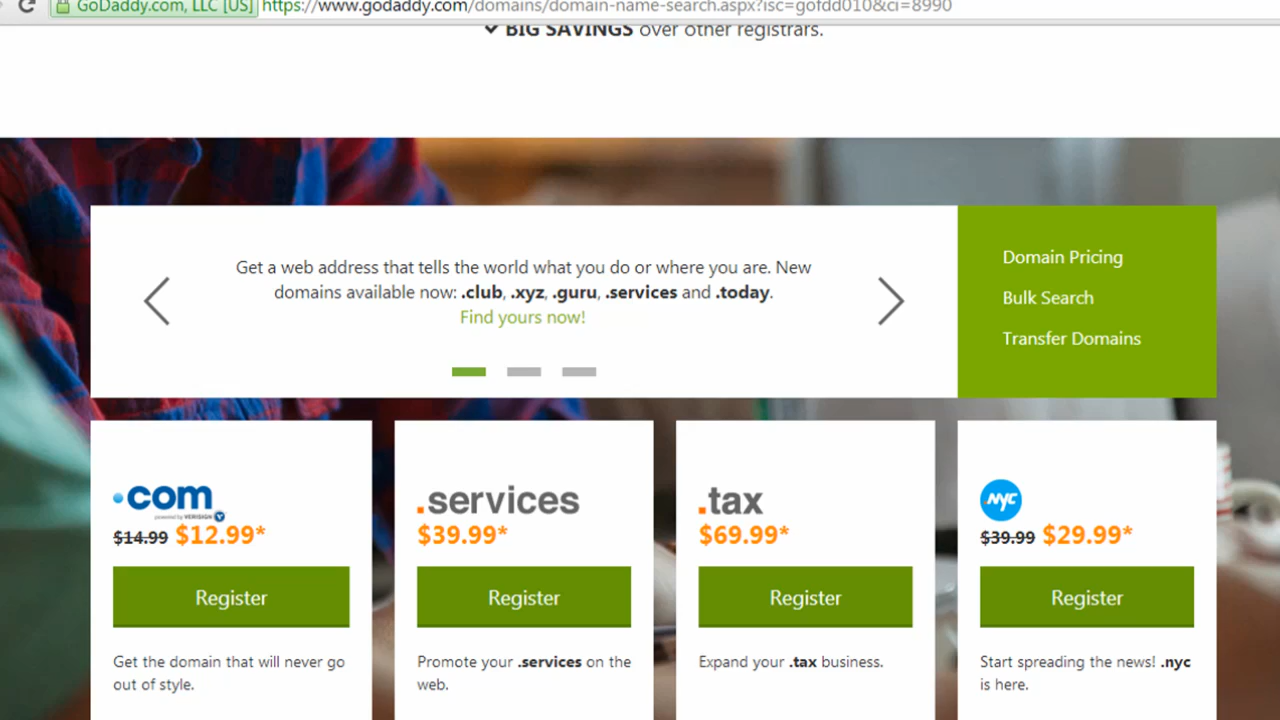 GoDaddy.com, LLC [US] https://www.godaddy.com/domains/domain-name-search.aspx?isc=gofdd010&ci=8990
BIG SAVINGS over other registrars.
Get a web address that tells the world what you do or where you are. New
domains available now: .club, .xyz, .guru, .services and .today.
Find yours now!
Domain Pricing
Bulk Search
Transfer Domains
.com
powered by VERISIGN
$14.99 $12.99*
Register
Get the domain that will never go
out of style.
.services
$39.99*
Register
Promote your .services on the
web.
.tax
$69.99*
Register
Expand your .tax business.
NYC
$39.99 $29.99*
Register
Start spreading the news! .nyc
is here.